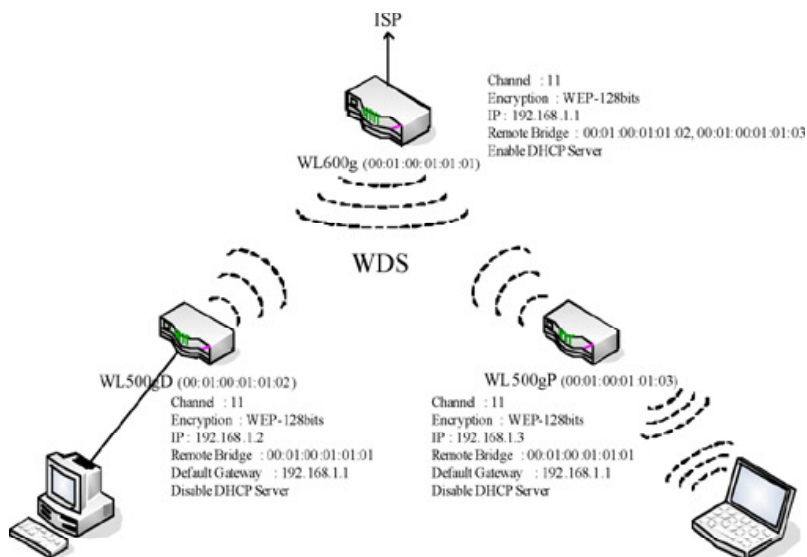 ISP
Channel : 11
Encryption : WEP-128bits
IP : 192.168.1.1
Remote Bridge : 00:01:00:01:01:02, 00:01:00:01:01:03
Enable DHCP Server
WL600g (00:01:00:01:01:01)
WDS
WL500gD (00:01:00:01:01:02)
Channel : 11
Encryption : WEP-128bits
IP : 192.168.1.2
Remote Bridge : 00:01:00:01:01:01
Default Gateway : 192.168.1.1
Disable DHCP Server
WL500gP (00:01:00:01:01:03)
Channel : 11
Encryption : WEP-128bits
IP : 192.168.1.3
Remote Bridge : 00:01:00:01:01:01
Default Gateway : 192.168.1.1
Disable DHCP Server